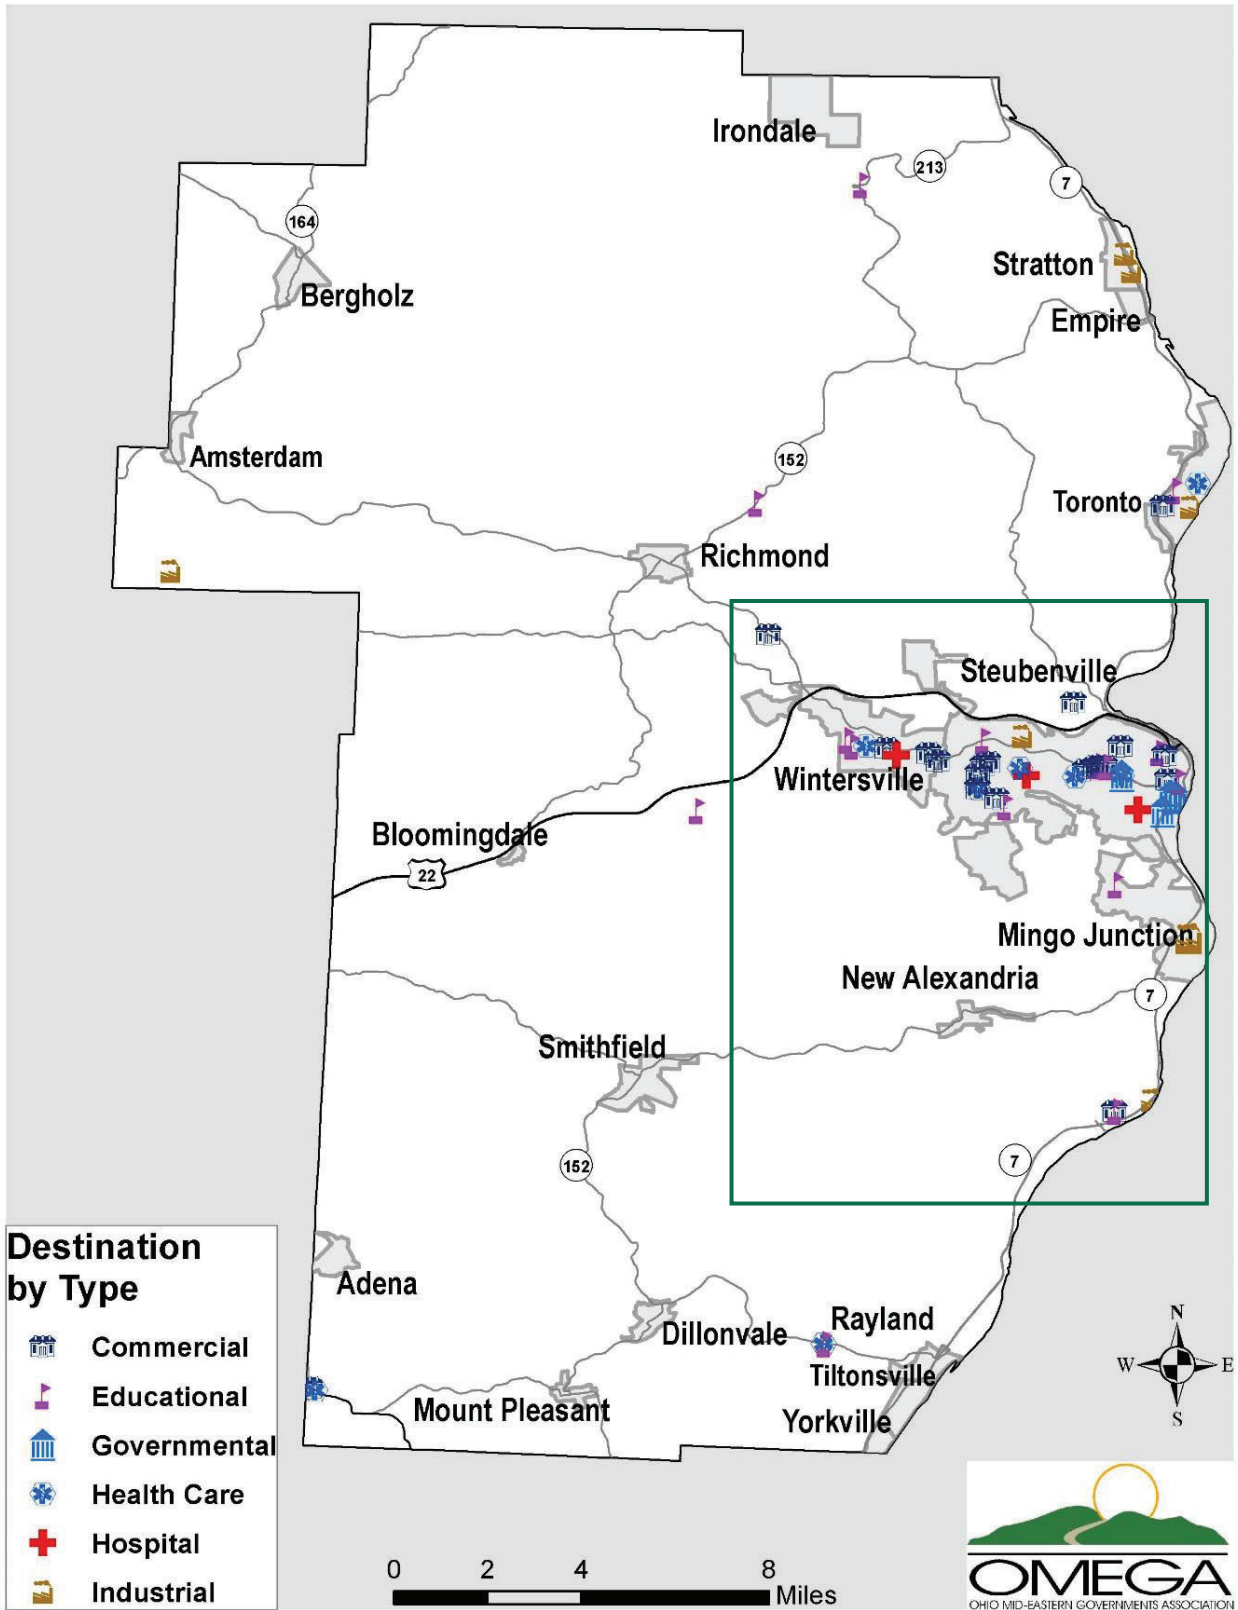 Irondale
213
7
164
Stratton
Bergholz
Empire
Amsterdam
152
Toronto
Richmond
Steubenville
Wintersville
Bloomingdale
22
Mingo Junction
New Alexandria
7
Smithfield
152
7
Destination
by Type
Commercial
Educational
Governmental
Health Care
Hospital
Industrial
Adena
Rayland
Dillonvale
Tiltonsville
Mount Pleasant
Yorkville
N
W
E
S
0 2 4 8
Miles
OMEGA
OHIO MID-EASTERN GOVERNMENTS ASSOCIATION